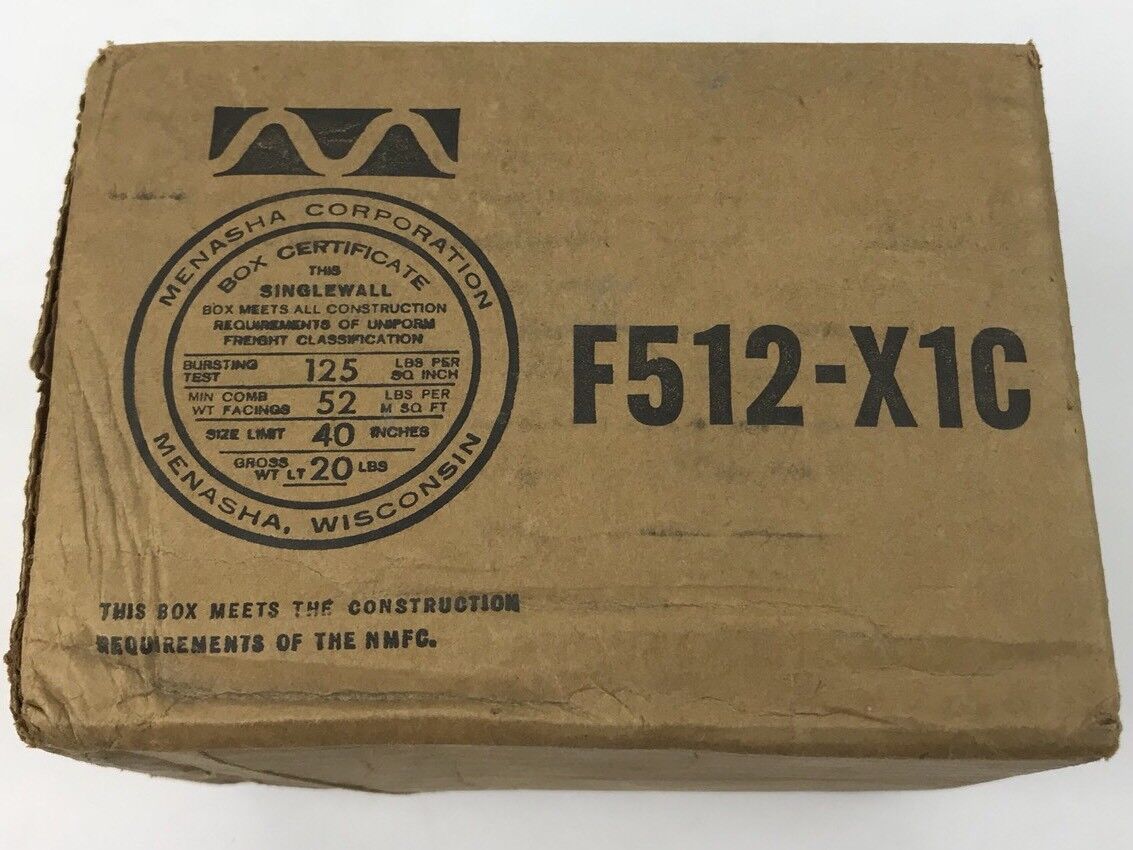 MENASHA CORPORATION
BOX CERTIFICATE
THIS
SINGLEWALL
BOX MEETS ALL CONSTRUCTION
REQUIREMENTS OF UNIFORM
FREIGHT CLASSIFICATION
BURSTING TEST 125 LBS PER SQ INCH
MIN COMB WT FACINGS 52 LBS PER M SQ FT
SIZE LIMIT 40 INCHES
GROSS WT LT 20 LBS
MENASHA, WISCONSIN
F512-X1C
THIS BOX MEETS THE CONSTRUCTION
REQUIREMENTS OF THE NMFC.